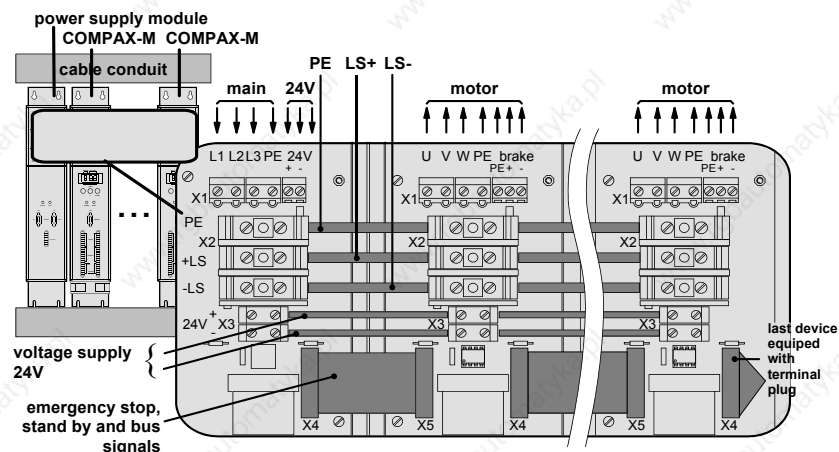 power supply module
COMPAX-M COMPAX-M
cable conduit
PE LS+ LS-
main 24V
motor
motor
L1 L2 L3 PE 24V
+ -
U V W PE brake
PE + -
U V W PE brake
PE + -
X1
X1
X1
PE
X2
X2
X2
+LS
-LS
...
24V + - X3
X3
X3
voltage supply
24V
last device
equiped
with
terminal
plug
emergency stop,
stand by and bus
signals
X4
X5
X4
X5
X4